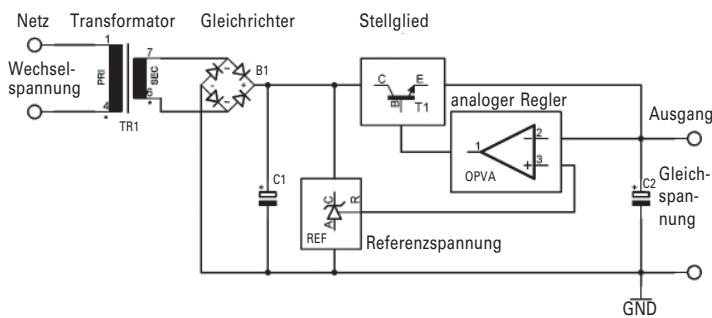 Netz
Transformator
Gleichrichter
Stellglied
Wechsel-
spannung
1
4
PRI
7
SEC
TR1
~
~
-
+
B1
C
E
B
T1
analoger Regler
1
2
3
-
+
OPVA
Ausgang
+
C1
C
R
A
REF
Referenzspannung
+
C2
Gleich-
span-
nung
GND